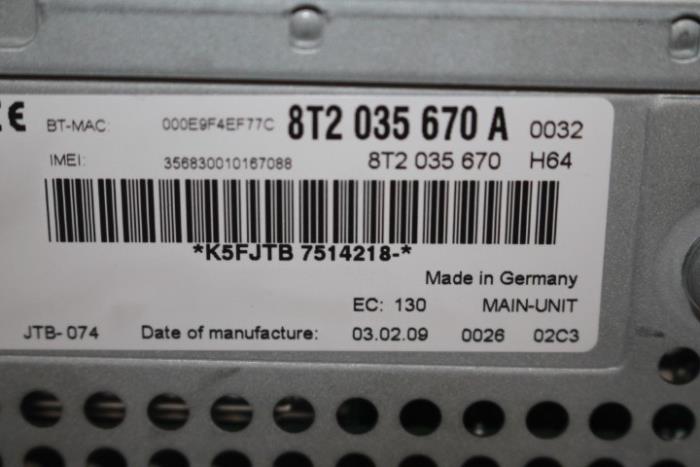 CE BT-MAC: 000E9F4EF77C 8T2 035 670 A 0032
IMEI: 356830010167088 8T2 035 670 H64
*K5FJTB 7514218-*
Made in Germany
EC: 130 MAIN-UNIT
JTB-074 Date of manufacture: 03.02.09 0026 02C3